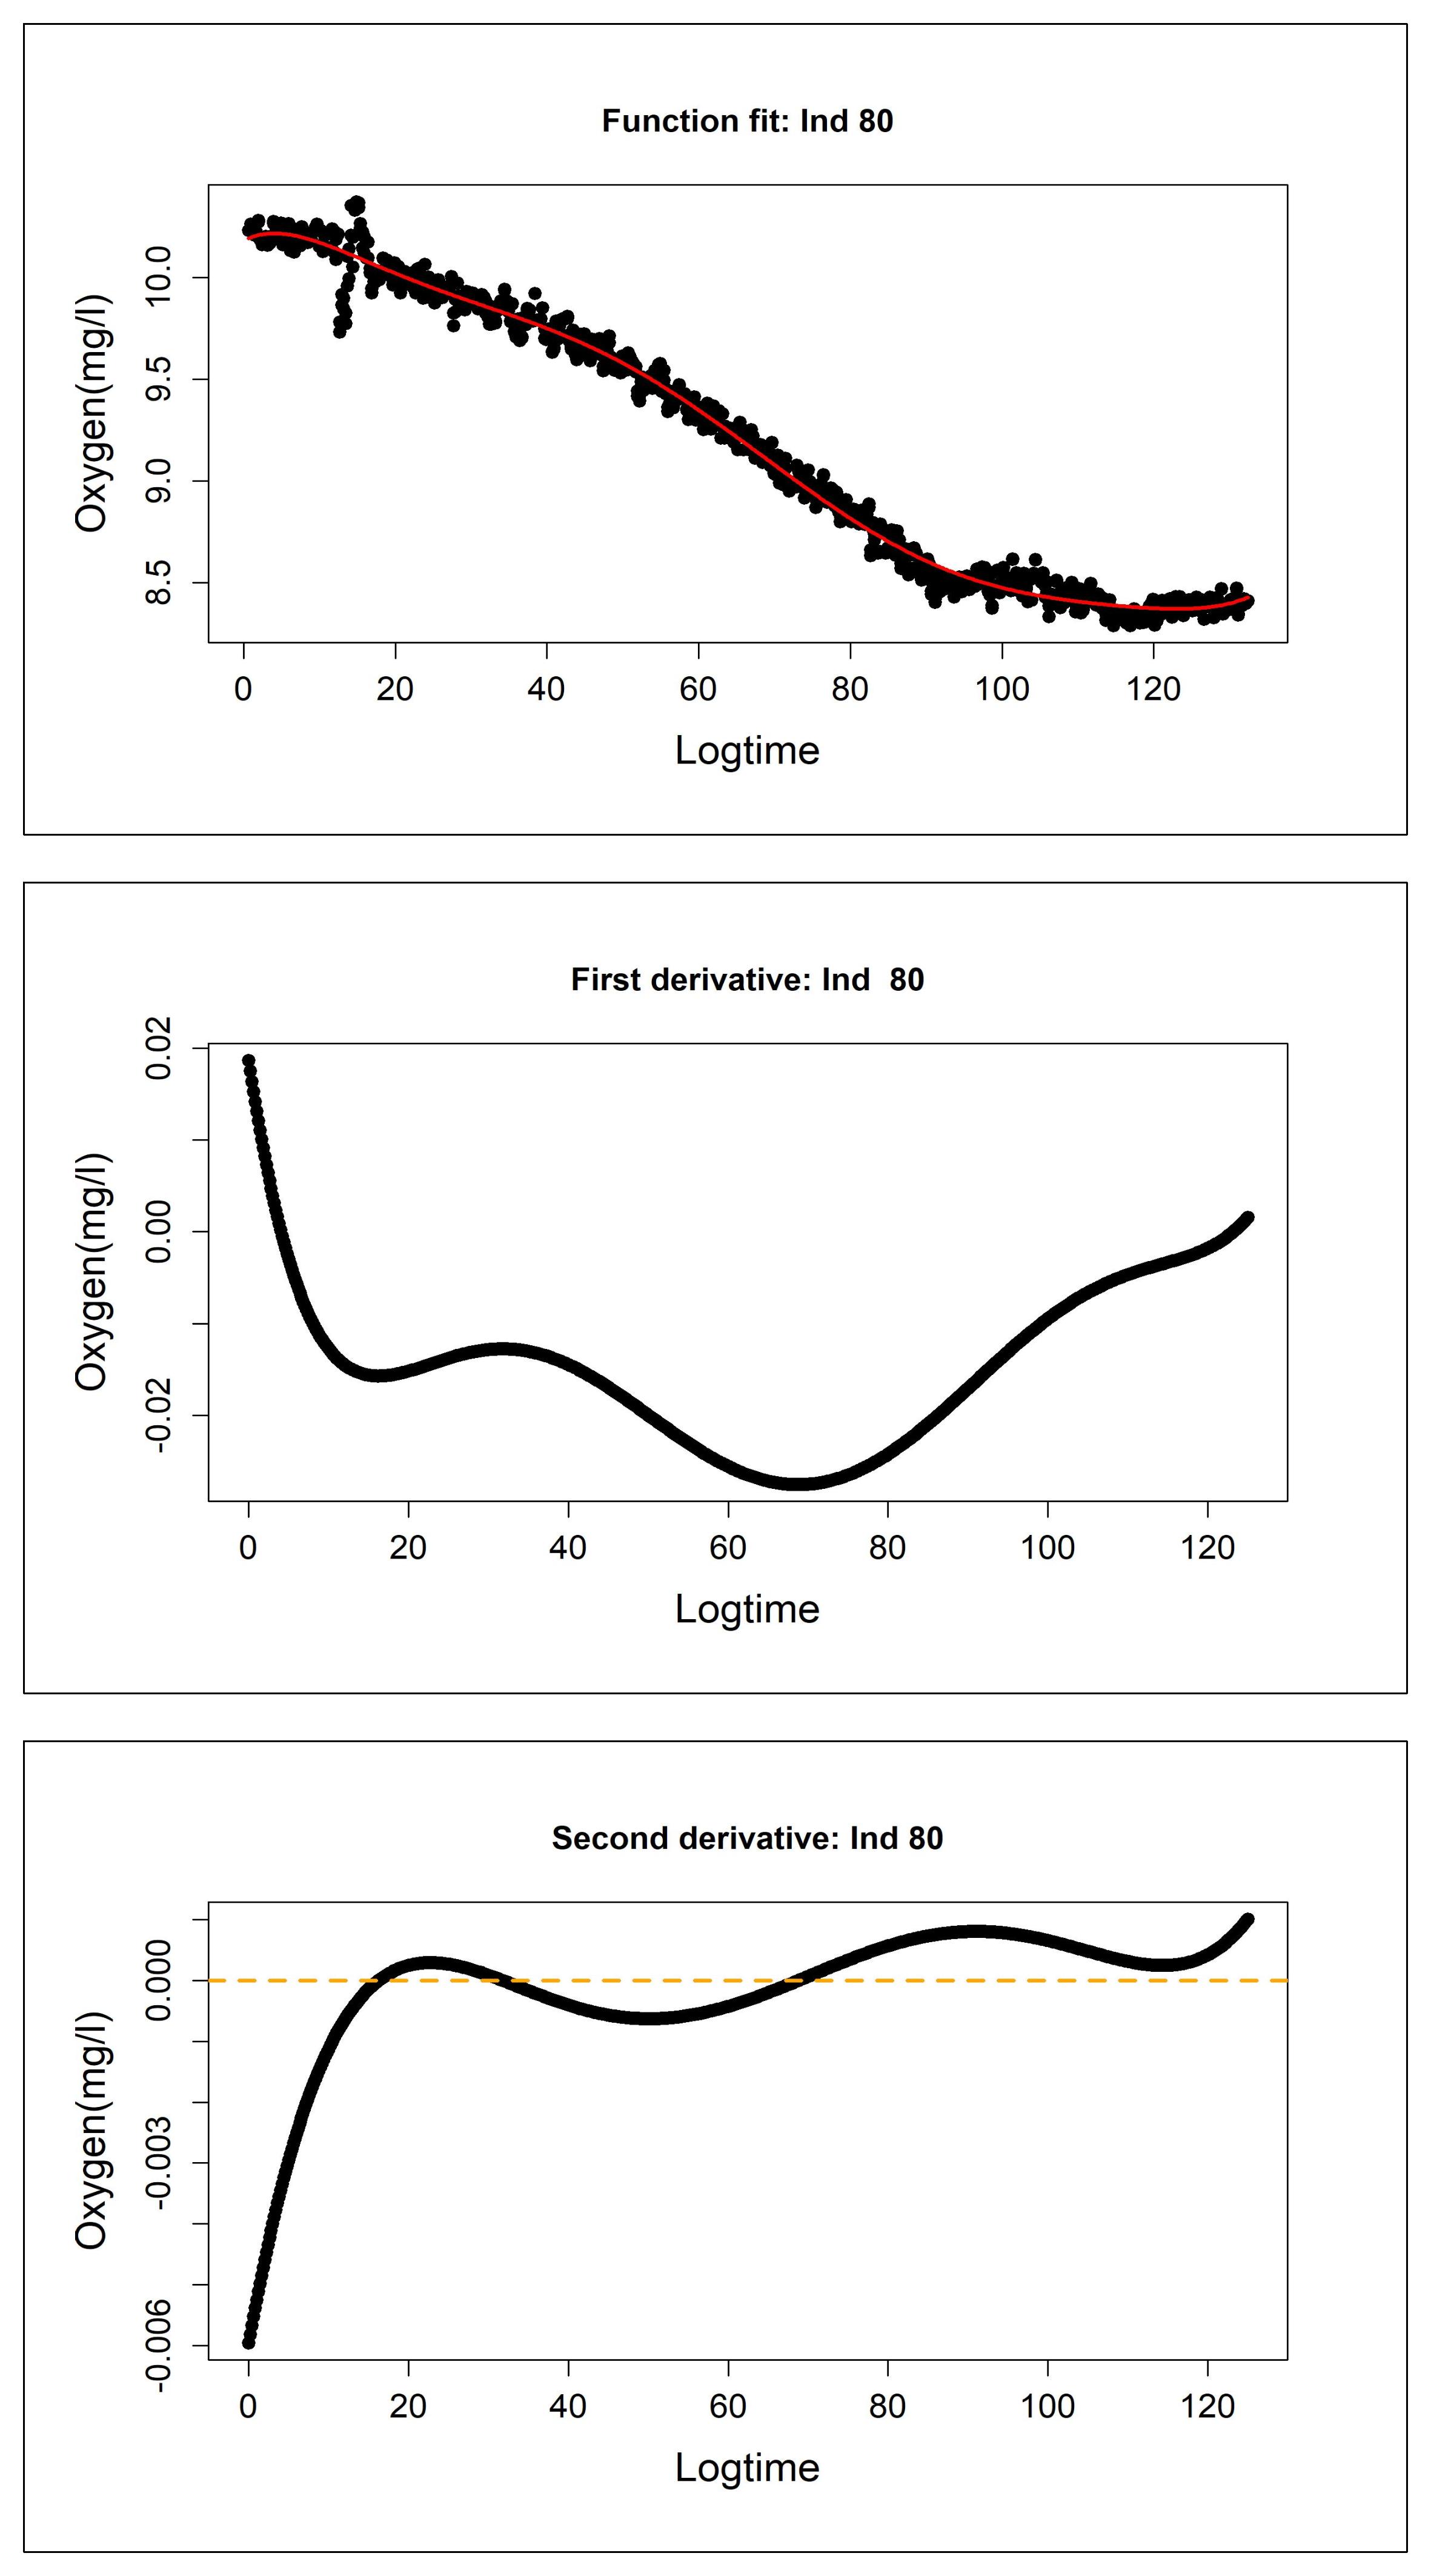 Function fit: Ind 80
Oxygen(mg/l)
10.0
9.5
9.0
8.5
0 20 40 60 80 100 120
Logtime
First derivative: Ind  80
Oxygen(mg/l)
0.02
0.00
-0.02
0 20 40 60 80 100 120
Logtime
Second derivative: Ind 80
Oxygen(mg/l)
0.000
-0.003
-0.006
0 20 40 60 80 100 120
Logtime